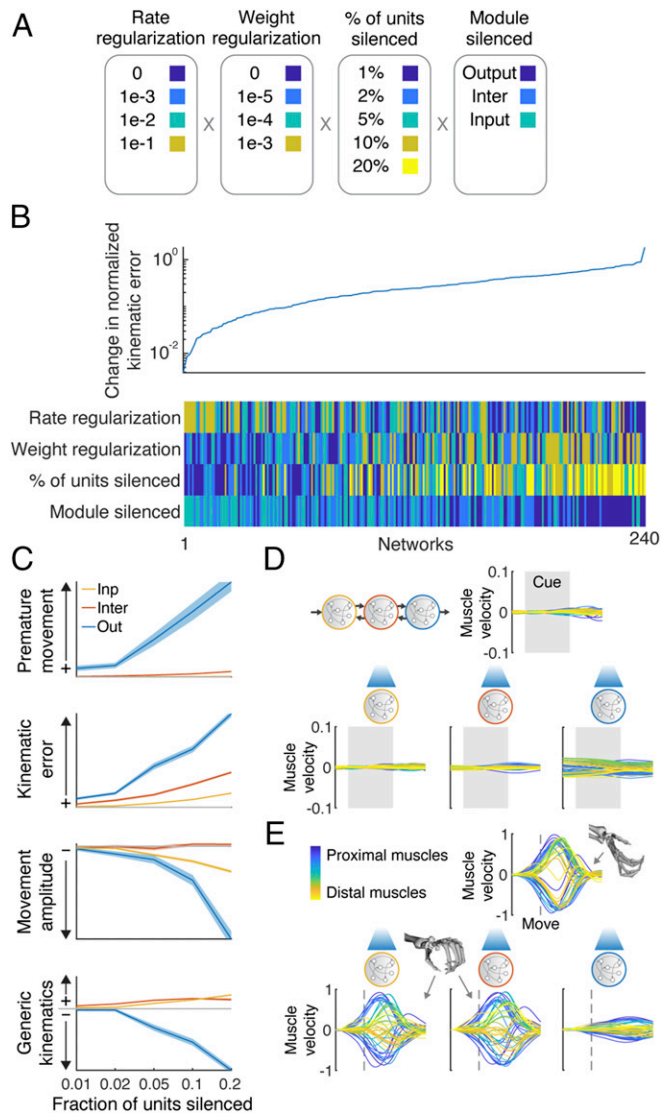 A
Rate
regularization
Weight
regularization
% of units
silenced
Module
silenced
0
1e-3
1e-2
1e-1
X
0
1e-5
1e-4
1e-3
X
1%
2%
5%
10%
20%
X
Output
Inter
Input
B
Change in normalized
kinematic error
10^0
10^-2
Rate regularization
Weight regularization
% of units silenced
Module silenced
1
Networks
240
C
Inp
Inter
Out
Premature
movement
+
Kinematic
error
+
Movement
amplitude
−
Generic
kinematics
+
−
0.01
0.02
0.05
0.1
0.2
Fraction of units silenced
D
Muscle
velocity
0.1
-0.1
Cue
Muscle
velocity
0.1
0
-0.1
E
Proximal muscles
Distal muscles
Muscle
velocity
1
0
-1
Move
Muscle
velocity
1
0
-1